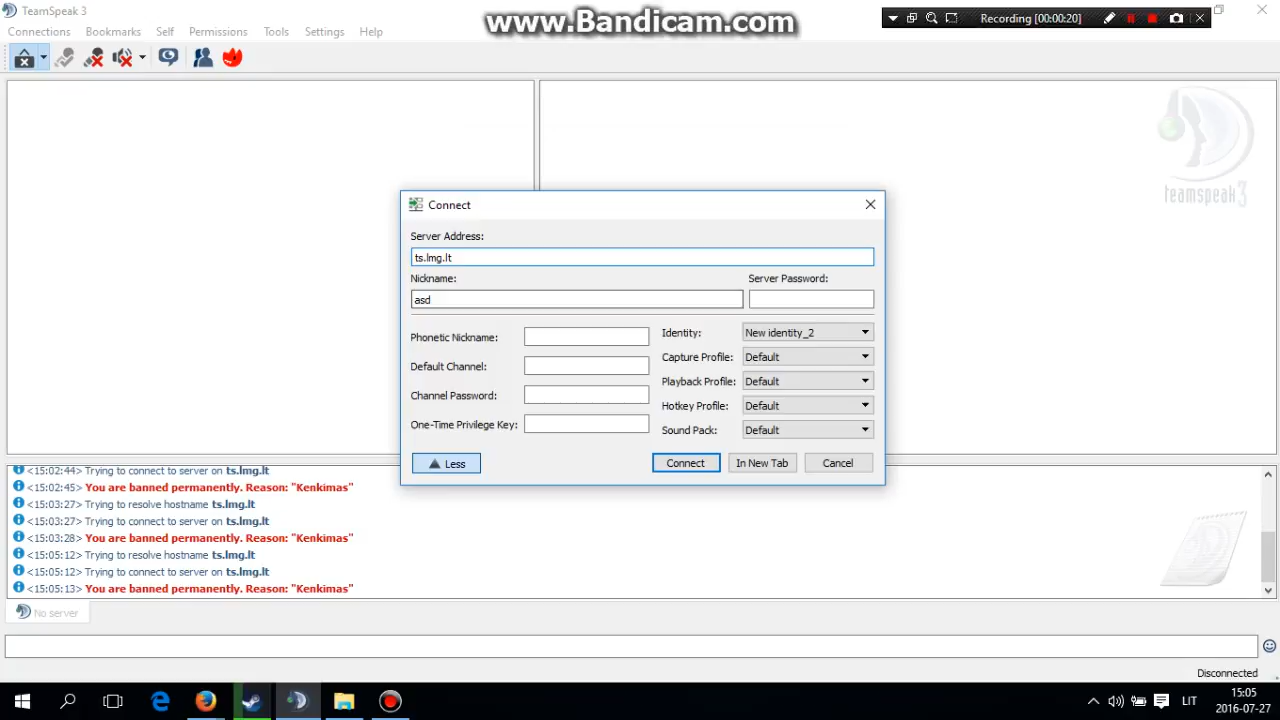 TeamSpeak 3
www.Bandicam.com
Recording [00:00:20]
Connections Bookmarks Self Permissions Tools Settings Help
teamspeak3
Connect
Server Address:
ts.lmg.lt
Nickname: Server Password:
asd
Phonetic Nickname: Identity: New identity_2
Default Channel: Capture Profile: Default
Channel Password: Playback Profile: Default
One-Time Privilege Key: Hotkey Profile: Default
Sound Pack: Default
Less Connect In New Tab Cancel
<15:02:44> Trying to connect to server on ts.lmg.lt
<15:02:45> You are banned permanently. Reason: "Kenkimas"
<15:03:27> Trying to resolve hostname ts.lmg.lt
<15:03:27> Trying to connect to server on ts.lmg.lt
<15:03:28> You are banned permanently. Reason: "Kenkimas"
<15:05:12> Trying to resolve hostname ts.lmg.lt
<15:05:12> Trying to connect to server on ts.lmg.lt
<15:05:13> You are banned permanently. Reason: "Kenkimas"
No server
Disconnected
LIT
15:05
2016-07-27